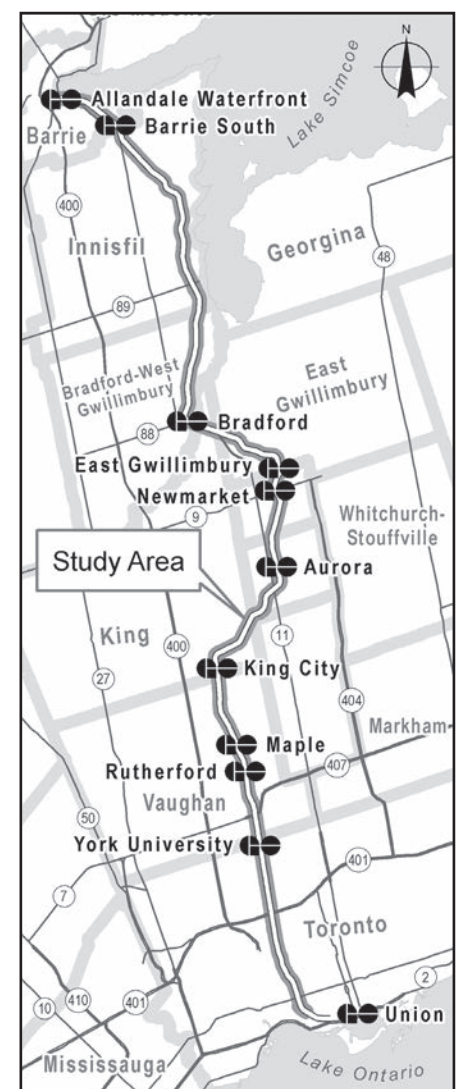 N
Lake Simcoe
Allandale Waterfront
Barrie South
Barrie
400
Innisfil
Georgina
48
89
Bradford-West
Gwillimbury
East
Gwillimbury
88
Bradford
East Gwillimbury
Newmarket
9
Whitchurch-
Stouffville
Study Area
Aurora
King
11
400
King City
27
404
Markham
Maple
Rutherford
407
Vaughan
50
York University
401
7
Toronto
2
10
410
401
Union
Mississauga
Lake Ontario